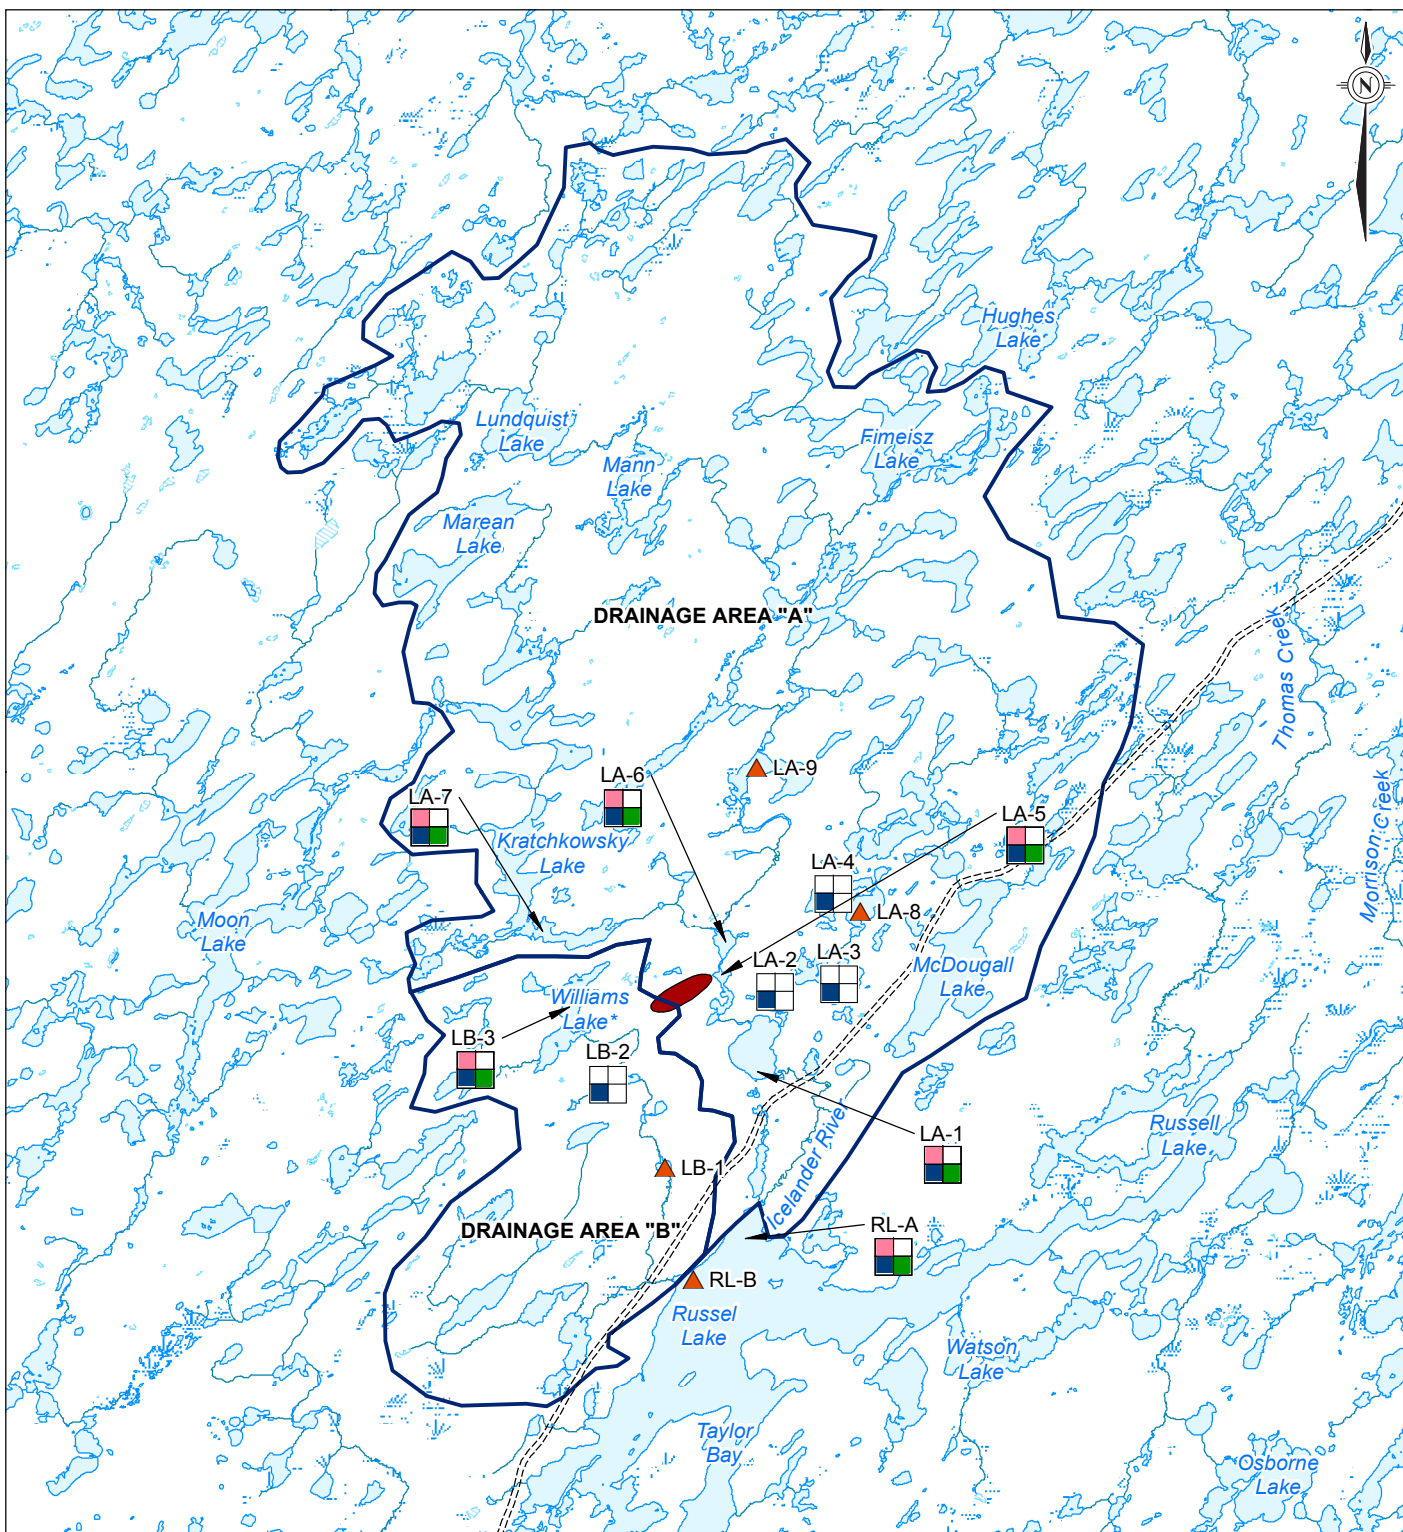 N
Hughes
Lake
Lundquist
Lake
Fimeisz
Lake
Mann
Lake
Marean
Lake
DRAINAGE AREA "A"
Thomas Creek
LA-6
LA-9
LA-7
LA-5
Kratchkowsky
Lake
LA-4
Morrison Creek
LA-8
Moon
Lake
LA-2
LA-3
McDougall
Lake
Williams
Lake*
LB-3
LB-2
Icelander River
LA-1
Russell
Lake
LB-1
DRAINAGE AREA "B"
RL-A
RL-B
Russel
Lake
Watson
Lake
Taylor
Bay
Osborne
Lake